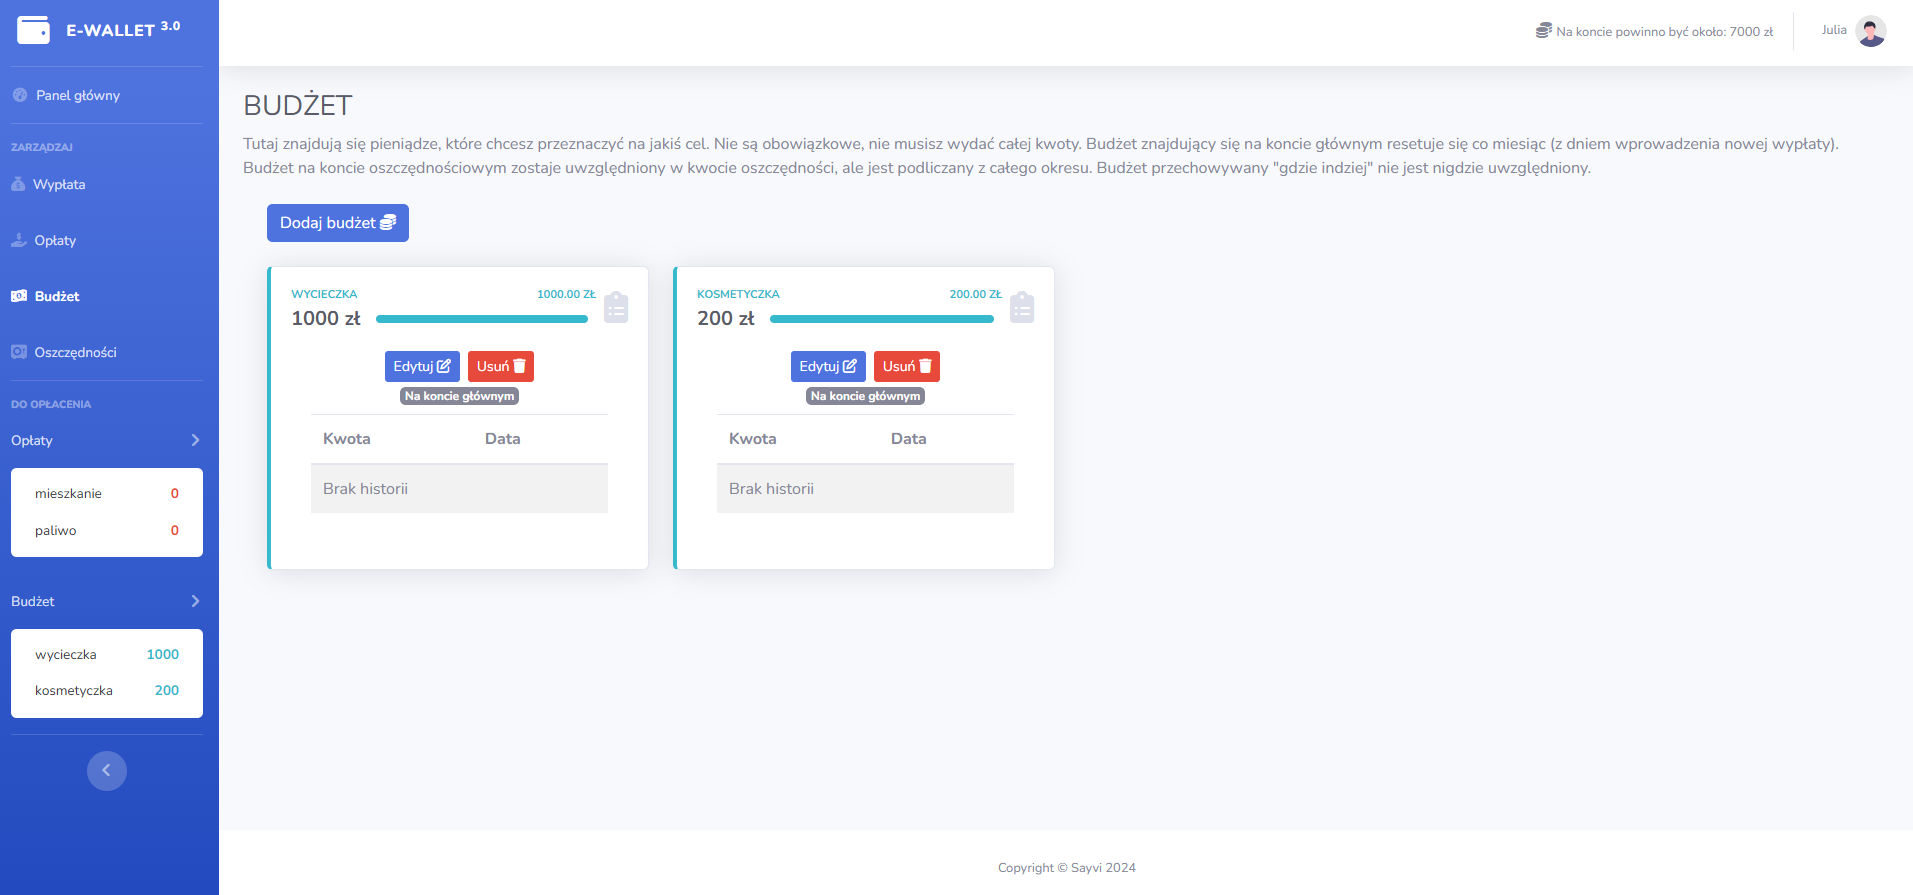 E-WALLET 3.0
Na koncie powinno być około: 7000 zł
Julia
Panel główny
ZARZĄDZAJ
Wypłata
Opłaty
Budżet
Oszczędności
DO OPŁACENIA
Opłaty
mieszkanie 0
paliwo 0
Budżet
wycieczka 1000
kosmetyczka 200
BUDŻET
Tutaj znajdują się pieniądze, które chcesz przeznaczyć na jakiś cel. Nie są obowiązkowe, nie musisz wydać całej kwoty. Budżet znajdujący się na koncie głównym resetuje się co miesiąc (z dniem wprowadzenia nowej wypłaty).
Budżet na koncie oszczędnościowym zostaje uwzględniony w kwocie oszczędności, ale jest podliczany z całego okresu. Budżet przechowywany "gdzie indziej" nie jest nigdzie uwzględniony.
Dodaj budżet
WYCIECZKA 1000.00 ZŁ
1000 zł
Edytuj Usuń
Na koncie głównym
Kwota Data
Brak historii
KOSMETYCZKA 200.00 ZŁ
200 zł
Edytuj Usuń
Na koncie głównym
Kwota Data
Brak historii
Copyright © Sayvi 2024